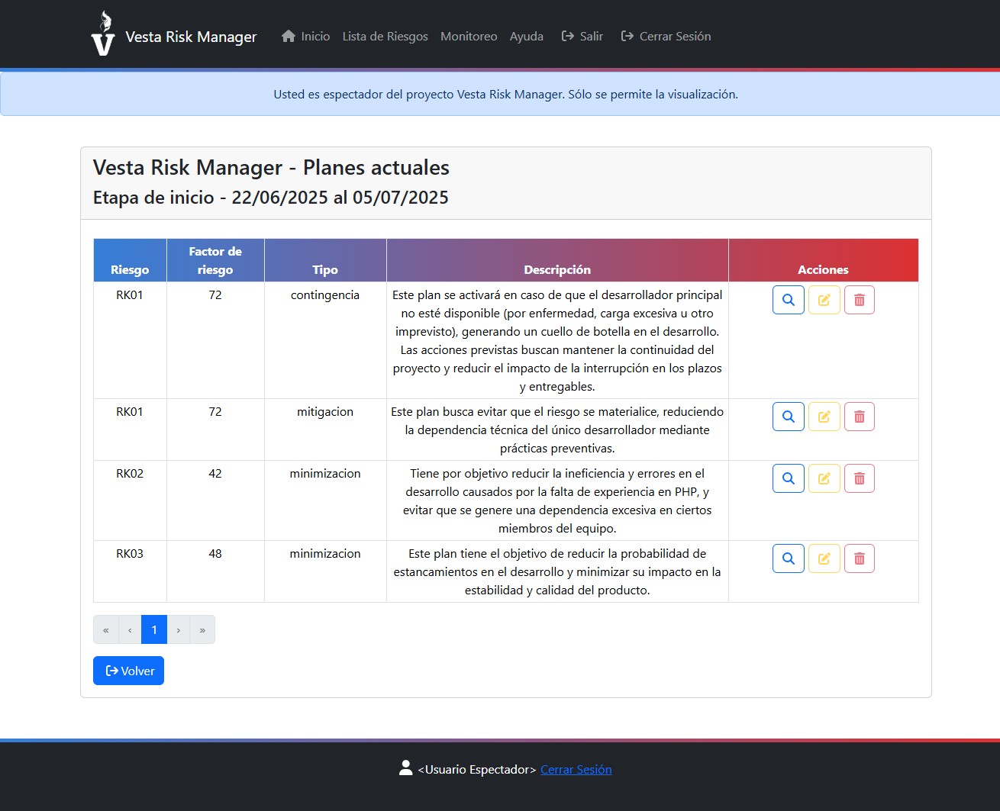 Vesta Risk Manager
Inicio
Lista de Riesgos
Monitoreo
Ayuda
Salir
Cerrar Sesión
Usted es espectador del proyecto Vesta Risk Manager. Sólo se permite la visualización.
Vesta Risk Manager - Planes actuales
Etapa de inicio - 22/06/2025 al 05/07/2025
Riesgo
Factor de
riesgo
Tipo
Descripción
Acciones
RK01
72
contingencia
Este plan se activará en caso de que el desarrollador principal
no esté disponible (por enfermedad, carga excesiva u otro
imprevisto), generando un cuello de botella en el desarrollo.
Las acciones previstas buscan mantener la continuidad del
proyecto y reducir el impacto de la interrupción en los plazos
y entregables.
RK01
72
mitigacion
Este plan busca evitar que el riesgo se materialice, reduciendo
la dependencia técnica del único desarrollador mediante
prácticas preventivas.
RK02
42
minimizacion
Tiene por objetivo reducir la ineficiencia y errores en el
desarrollo causados por la falta de experiencia en PHP, y
evitar que se genere una dependencia excesiva en ciertos
miembros del equipo.
RK03
48
minimizacion
Este plan tiene el objetivo de reducir la probabilidad de
estancamientos en el desarrollo y minimizar su impacto en la
estabilidad y calidad del producto.
« ‹ 1 › »
Volver
<Usuario Espectador> Cerrar Sesión